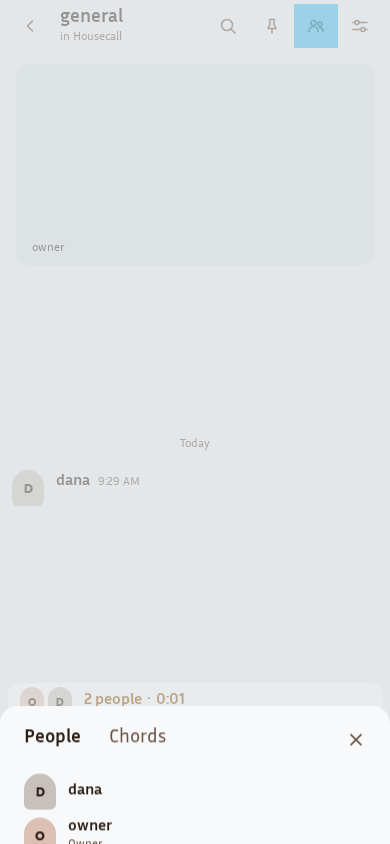 general
in Housecall
owner
Today
D dana 9:29 AM
O D 2 people · 0:01
People Chords
D dana
O owner
Owner